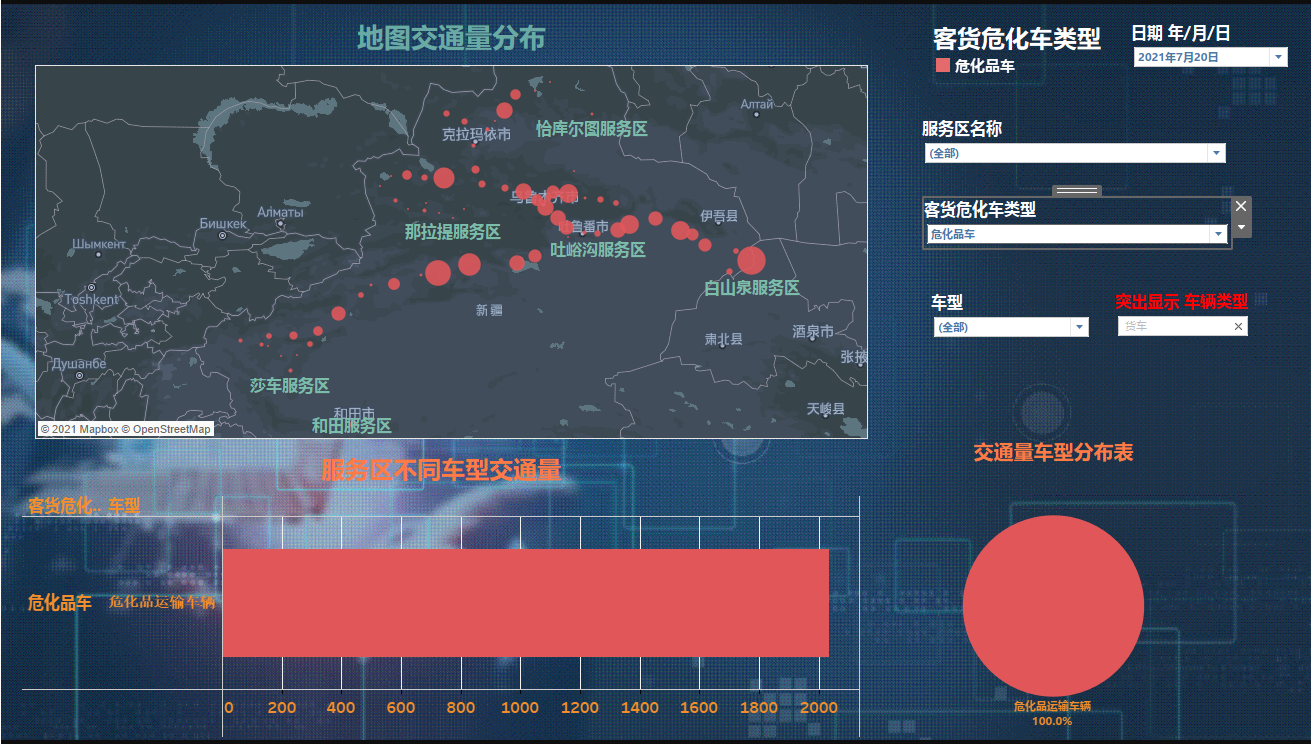 地图交通量分布
克拉玛依市
恰库尔图服务区
Алтай
乌鲁木齐市
伊吾县
Алматы
Бишкек
那拉提服务区
吐鲁番市
吐峪沟服务区
Шымкент
Toshkent
白山泉服务区
新疆
肃北县
酒泉市
张掖
Душанбе
莎车服务区
和田市
和田服务区
天峻县
© 2021 Mapbox © OpenStreetMap
客货危化车类型
危化品车
日期 年/月/日
2021年7月20日
服务区名称
(全部)
客货危化车类型
危化品车
车型
(全部)
突出显示 车辆类型
货车
服务区不同车型交通量
客货危化.. 车型
危化品车 危化品运输车辆
0 200 400 600 800 1000 1200 1400 1600 1800 2000
交通量车型分布表
危化品运输车辆
100.0%